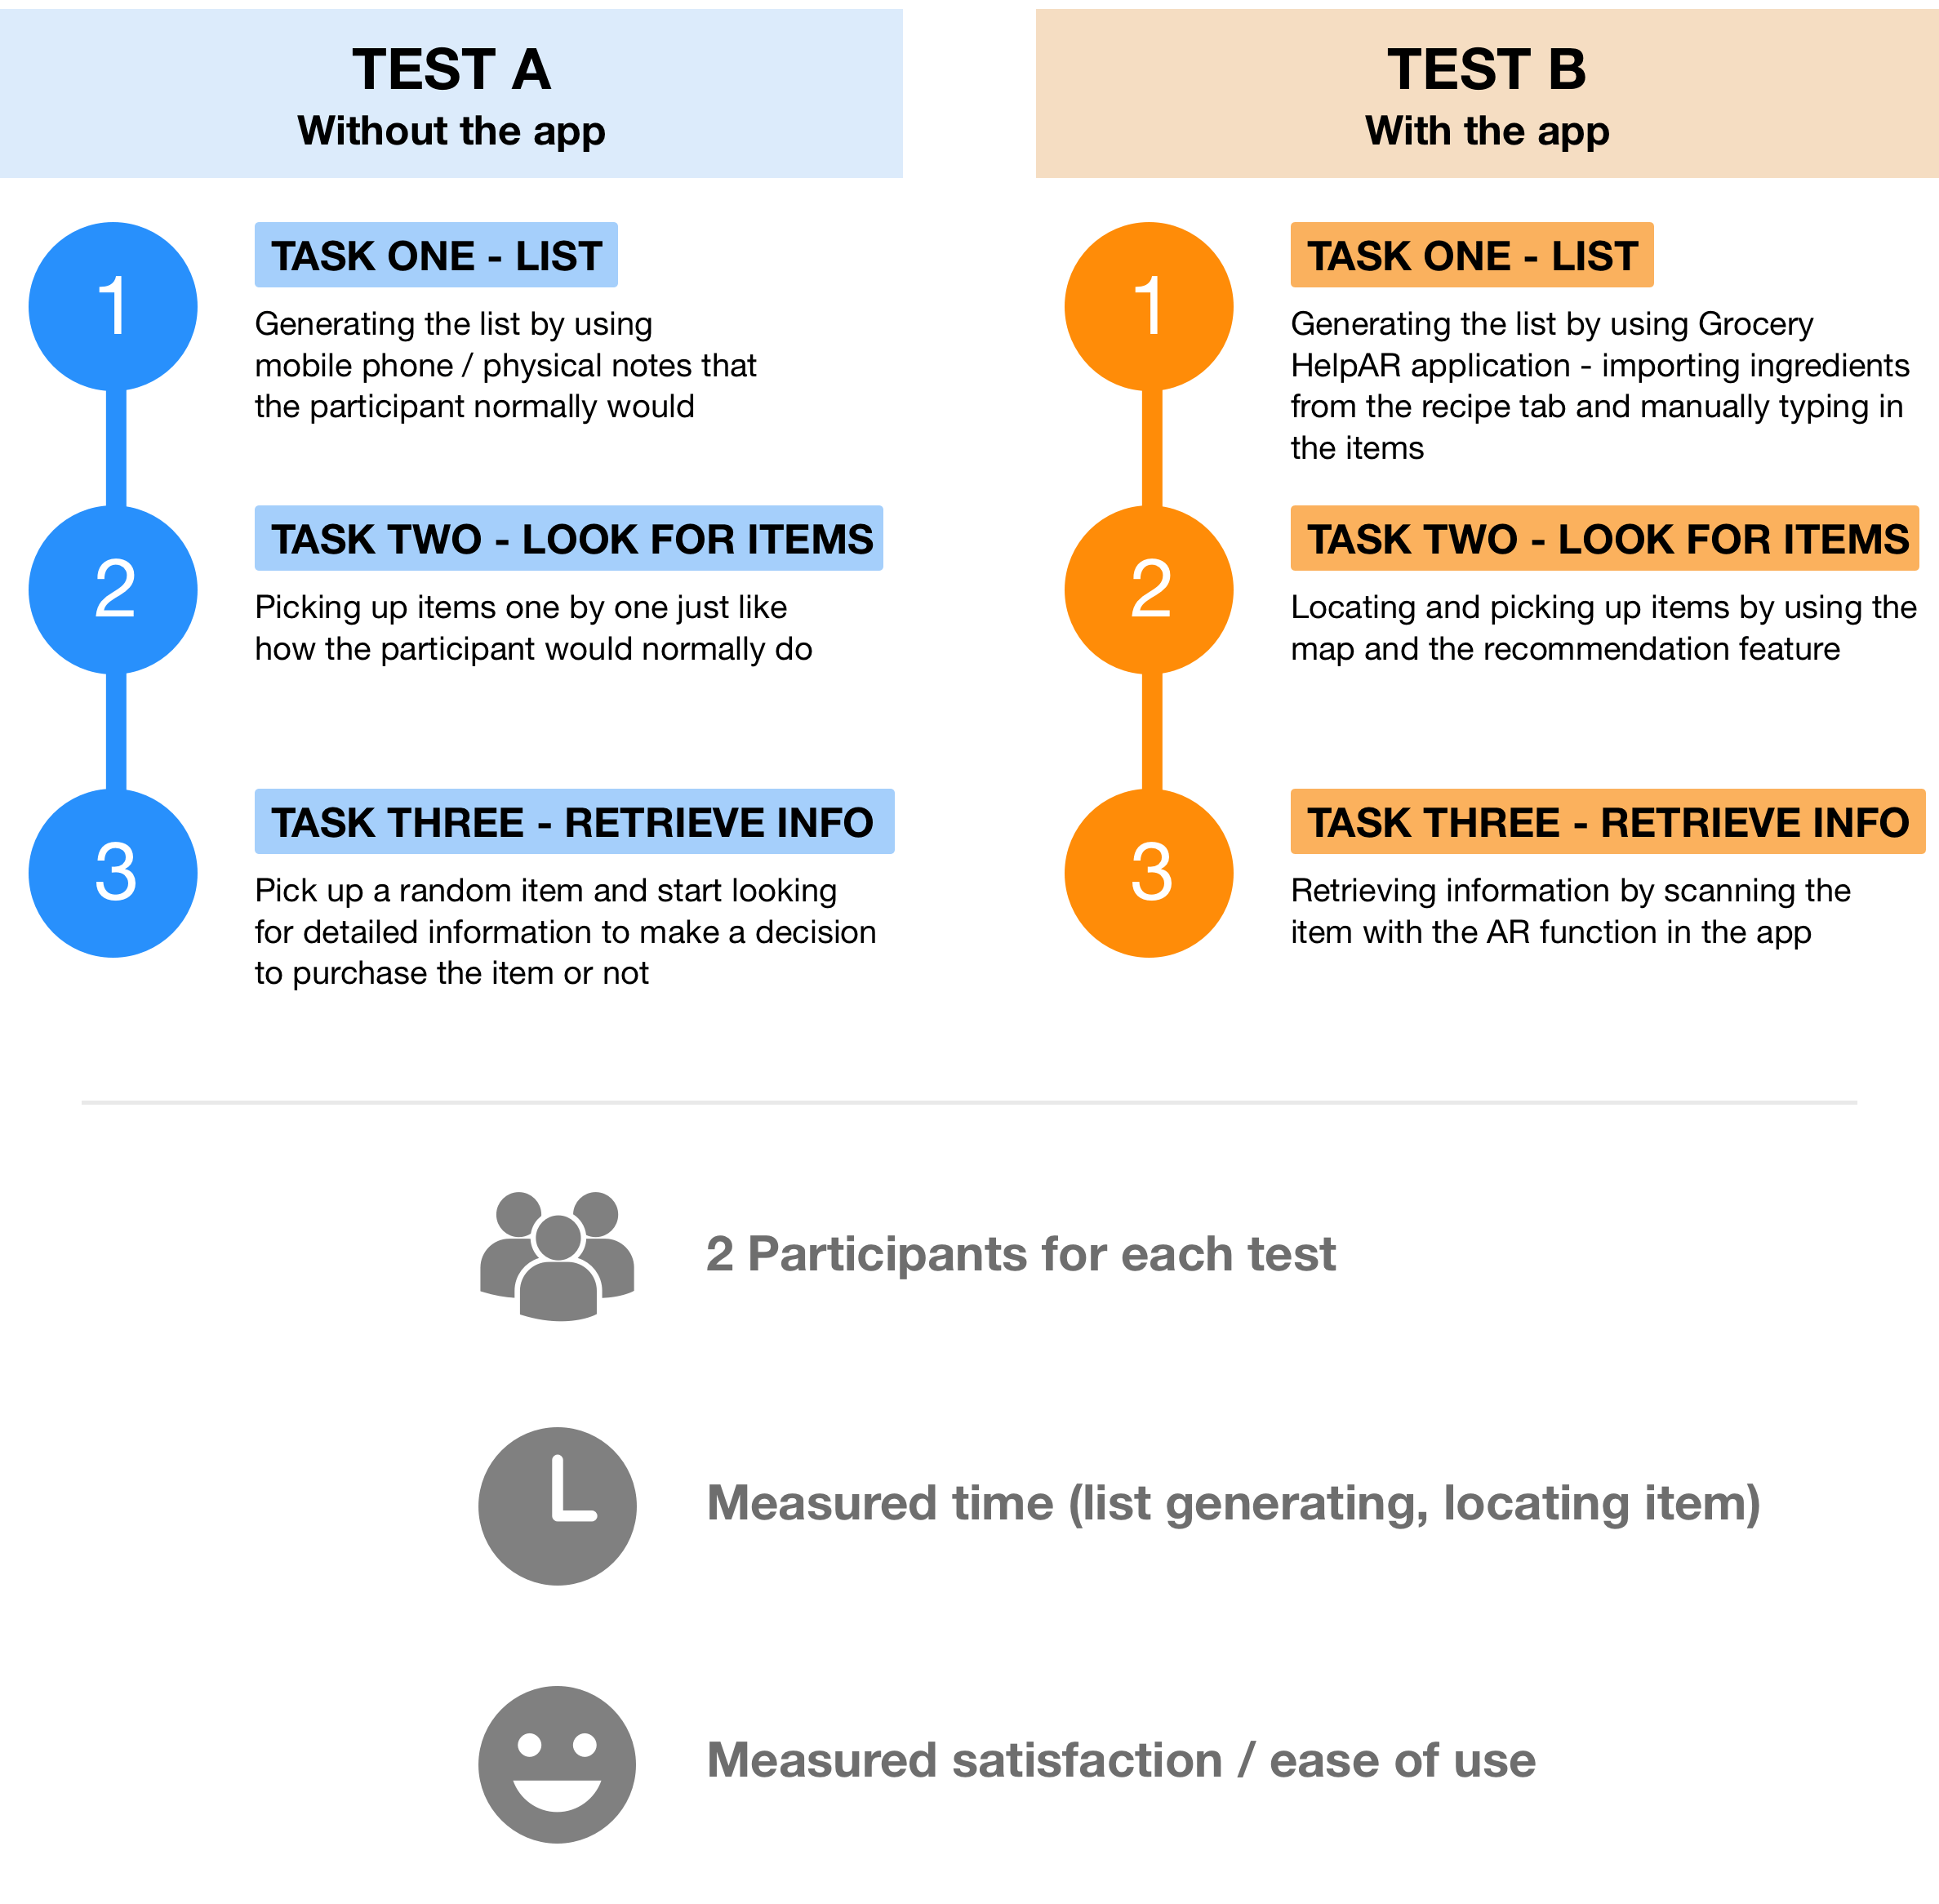 TEST A
Without the app
1
TASK ONE - LIST
Generating the list by using
mobile phone / physical notes that
the participant normally would
2
TASK TWO - LOOK FOR ITEMS
Picking up items one by one just like
how the participant would normally do
3
TASK THREE - RETRIEVE INFO
Pick up a random item and start looking
for detailed information to make a decision
to purchase the item or not
TEST B
With the app
1
TASK ONE - LIST
Generating the list by using Grocery
HelpAR application - importing ingredients
from the recipe tab and manually typing in
the items
2
TASK TWO - LOOK FOR ITEMS
Locating and picking up items by using the
map and the recommendation feature
3
TASK THREE - RETRIEVE INFO
Retrieving information by scanning the
item with the AR function in the app
2 Participants for each test
Measured time (list generating, locating item)
Measured satisfaction / ease of use